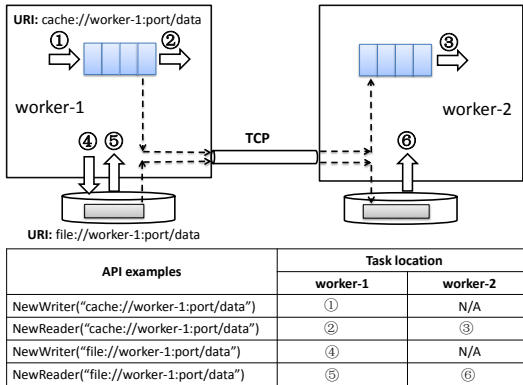 URI: cache://worker-1:port/data
① ② ③
worker-1
worker-2
TCP
④ ⑤ ⑥
URI: file://worker-1:port/data
API examples
Task location
worker-1 worker-2
NewWriter(“cache://worker-1:port/data”) ① N/A
NewReader(“cache://worker-1:port/data”) ② ③
NewWriter(“file://worker-1:port/data”) ④ N/A
NewReader(“file://worker-1:port/data”) ⑤ ⑥